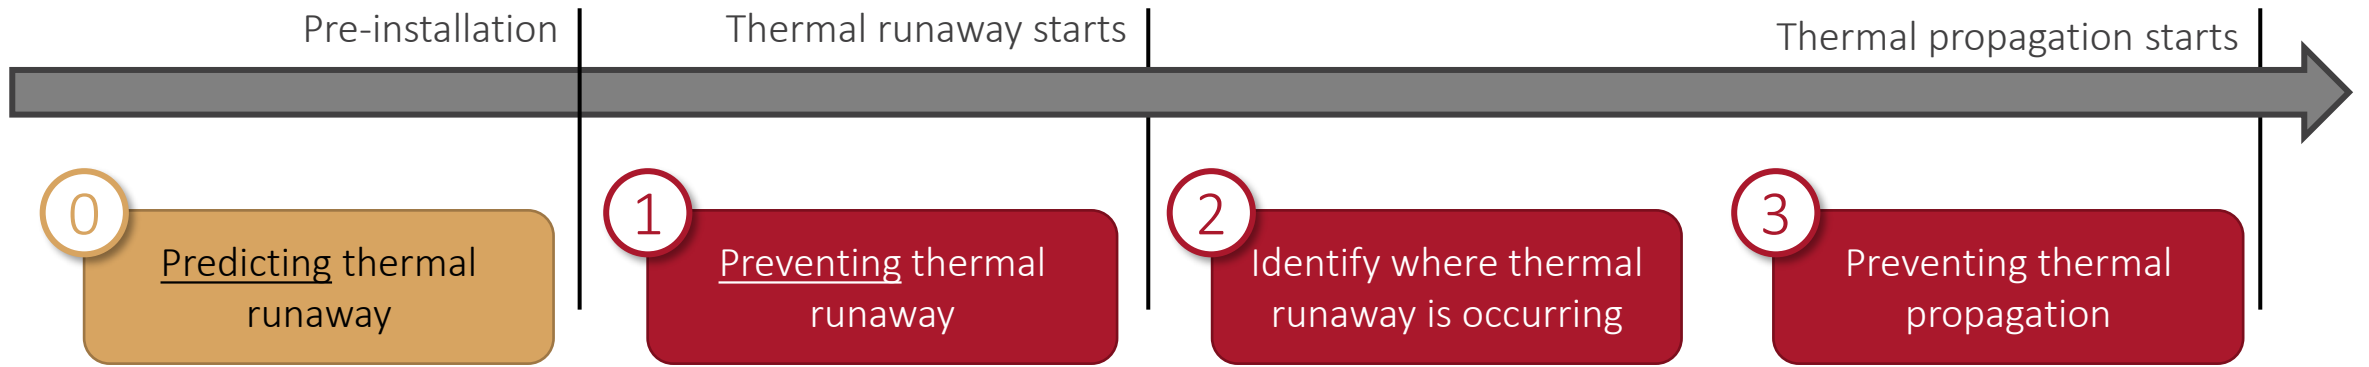 Pre-installation
Thermal runaway starts
Thermal propagation starts
0
Predicting thermal
runaway
1
Preventing thermal
runaway
2
Identify where thermal
runaway is occurring
3
Preventing thermal
propagation